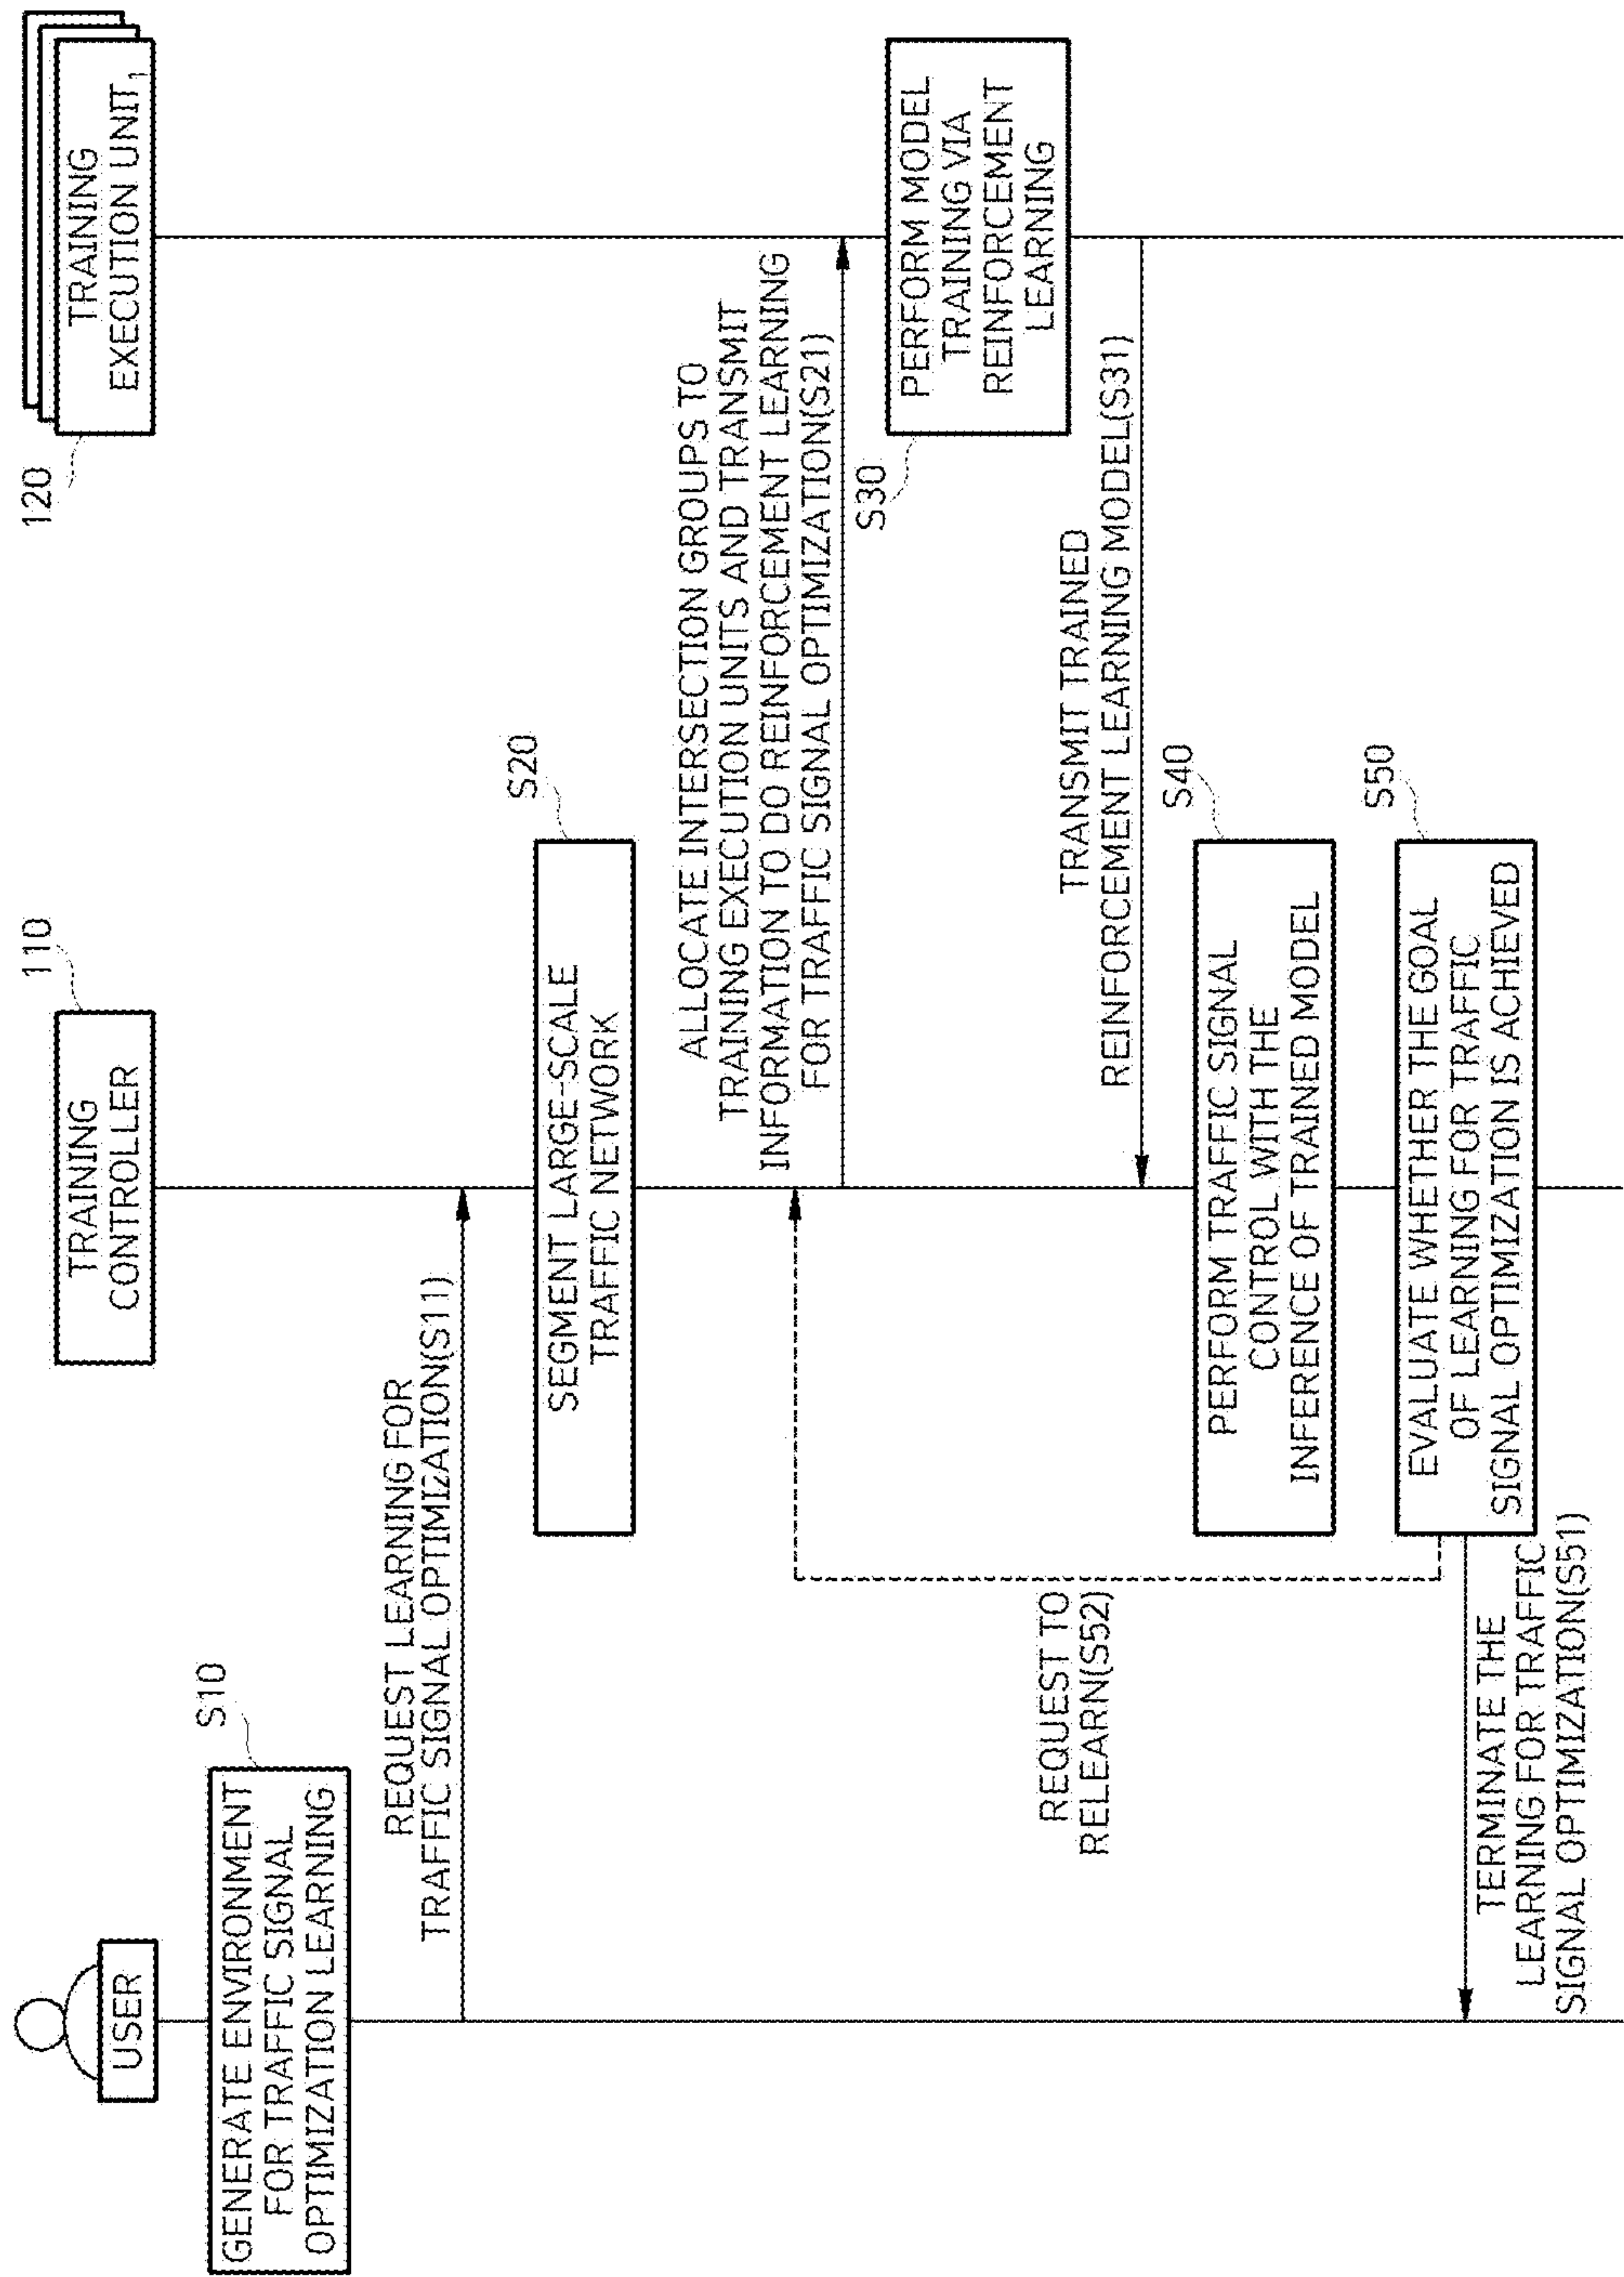 USER
TRAINING
CONTROLLER
110
TRAINING
EXECUTION UNIT1
120
GENERATE ENVIRONMENT
FOR TRAFFIC SIGNAL
OPTIMIZATION LEARNING
S10
REQUEST LEARNING FOR
TRAFFIC SIGNAL OPTIMIZATION(S11)
SEGMENT LARGE-SCALE
TRAFFIC NETWORK
S20
ALLOCATE INTERSECTION GROUPS TO
TRAINING EXECUTION UNITS AND TRANSMIT
INFORMATION TO DO REINFORCEMENT LEARNING
FOR TRAFFIC SIGNAL OPTIMIZATION(S21)
S30
PERFORM MODEL
TRAINING VIA
REINFORCEMENT
LEARNING
TRANSMIT TRAINED
REINFORCEMENT LEARNING MODEL(S31)
REQUEST TO
RELEARN(S52)
PERFORM TRAFFIC SIGNAL
CONTROL WITH THE
INFERENCE OF TRAINED MODEL
S40
EVALUATE WHETHER THE GOAL
OF LEARNING FOR TRAFFIC
SIGNAL OPTIMIZATION IS ACHIEVED
S50
TERMINATE THE
LEARNING FOR TRAFFIC
SIGNAL OPTIMIZATION(S51)